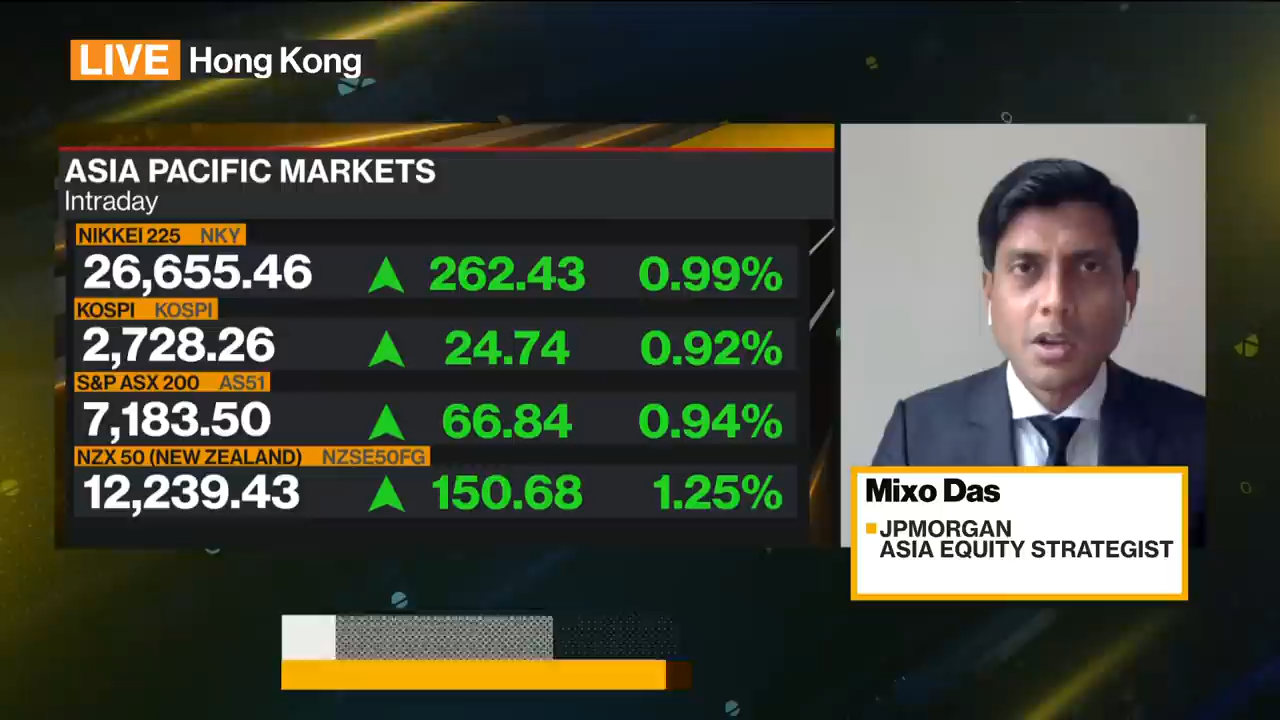 LIVE Hong Kong
ASIA PACIFIC MARKETS
Intraday
NIKKEI 225 NKY
26,655.46 262.43 0.99%
KOSPI KOSPI
2,728.26 24.74 0.92%
S&P ASX 200 AS51
7,183.50 66.84 0.94%
NZX 50 (NEW ZEALAND) NZSE50FG
12,239.43 150.68 1.25%
Mixo Das
JPMORGAN
ASIA EQUITY STRATEGIST